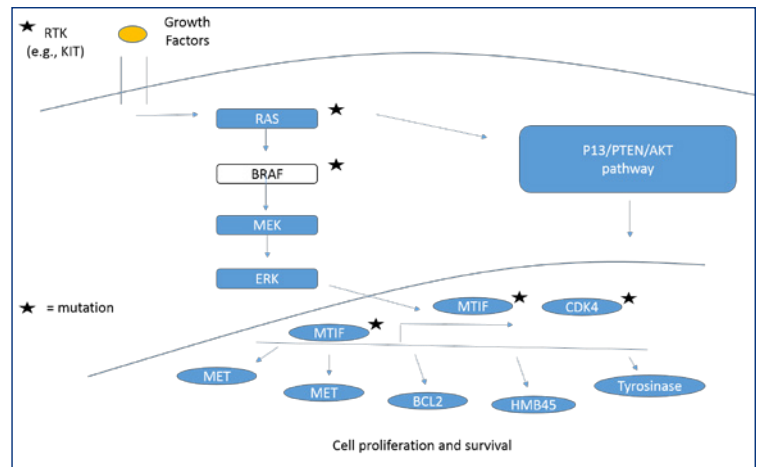 RTK
(e.g., KIT)
Growth
Factors
RAS
BRAF
P13/PTEN/AKT
pathway
MEK
ERK
= mutation
MTIF
CDK4
MTIF
MET
MET
BCL2
HMB45
Tyrosinase
Cell proliferation and survival